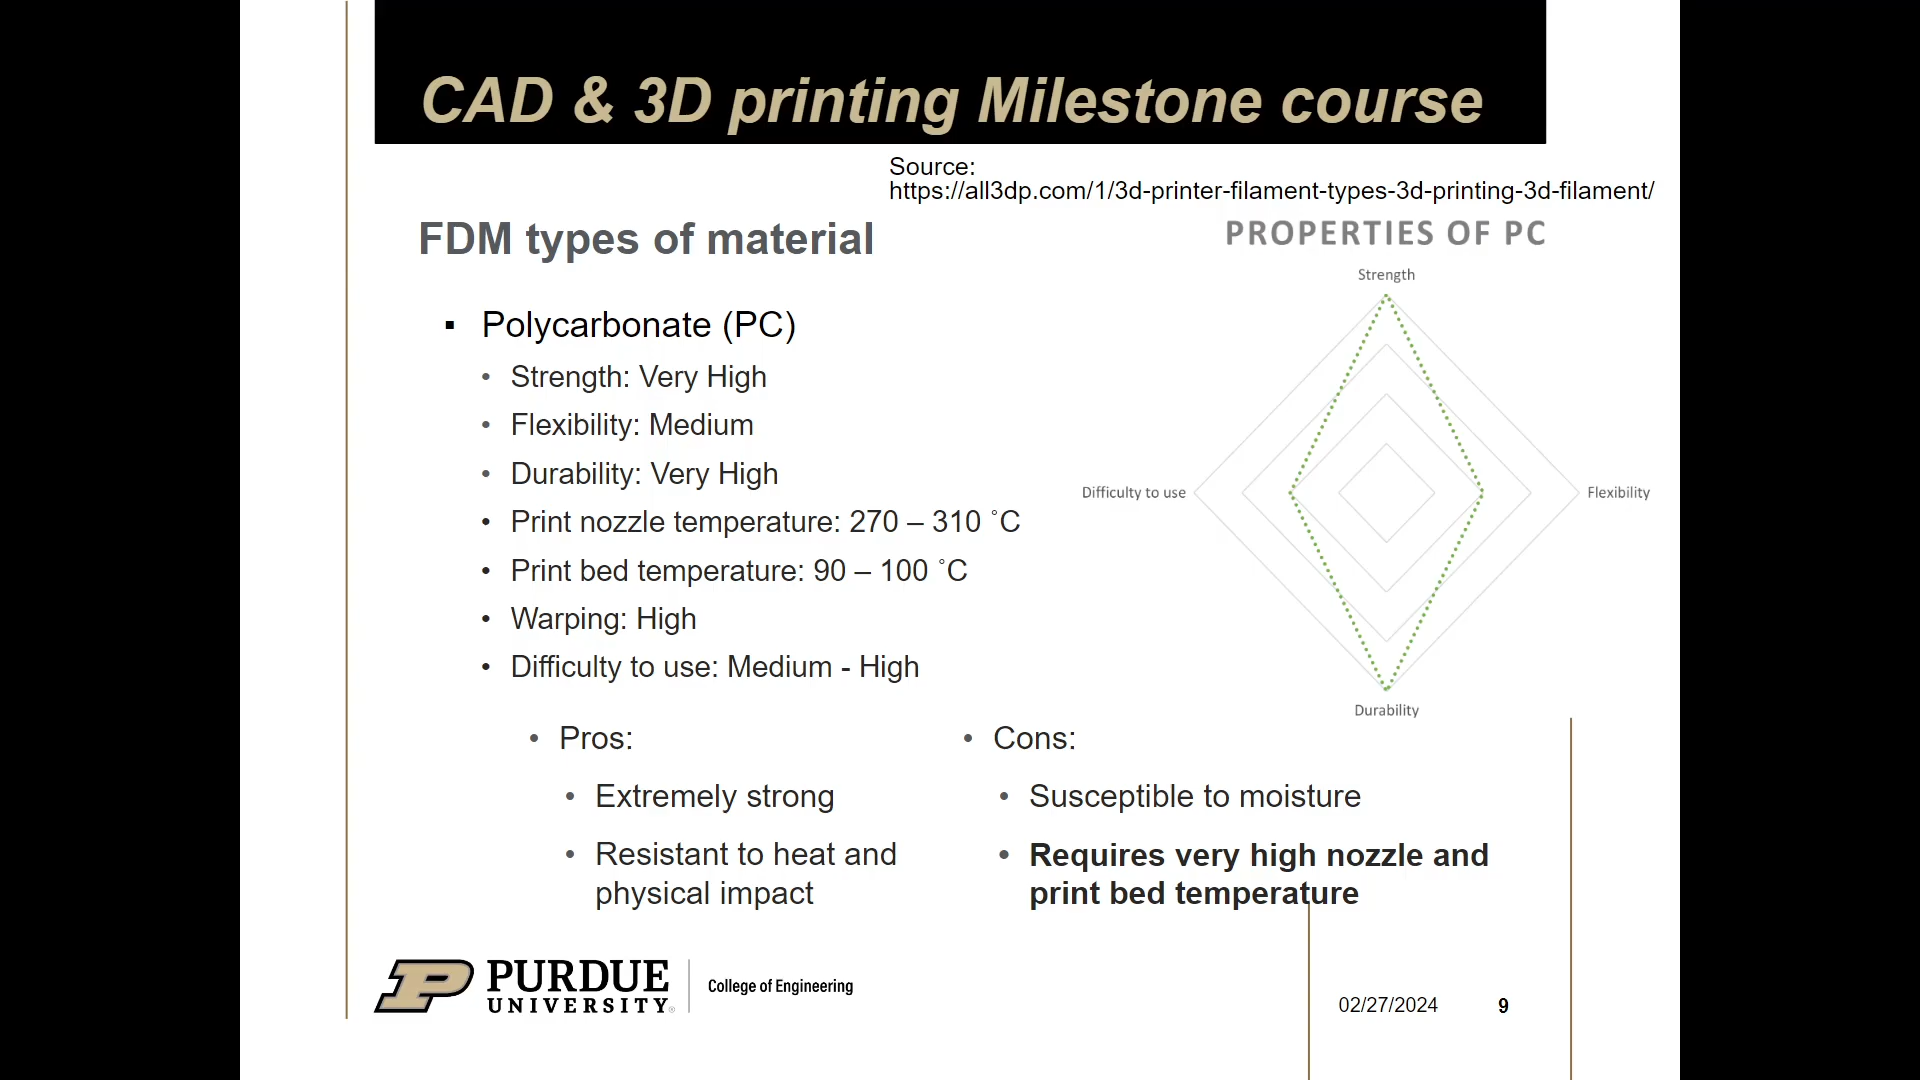 CAD & 3D printing Milestone course
Source:
https://all3dp.com/1/3d-printer-filament-types-3d-printing-3d-filament/
FDM types of material
▪ Polycarbonate (PC)
• Strength: Very High
• Flexibility: Medium
• Durability: Very High
• Print nozzle temperature: 270 – 310 ˚C
• Print bed temperature: 90 – 100 ˚C
• Warping: High
• Difficulty to use: Medium - High
PROPERTIES OF PC
Strength
Difficulty to use
Flexibility
Durability
• Pros:
• Extremely strong
• Resistant to heat and
physical impact
• Cons:
• Susceptible to moisture
• Requires very high nozzle and
print bed temperature
P
PURDUE
UNIVERSITY®
College of Engineering
02/27/2024
9